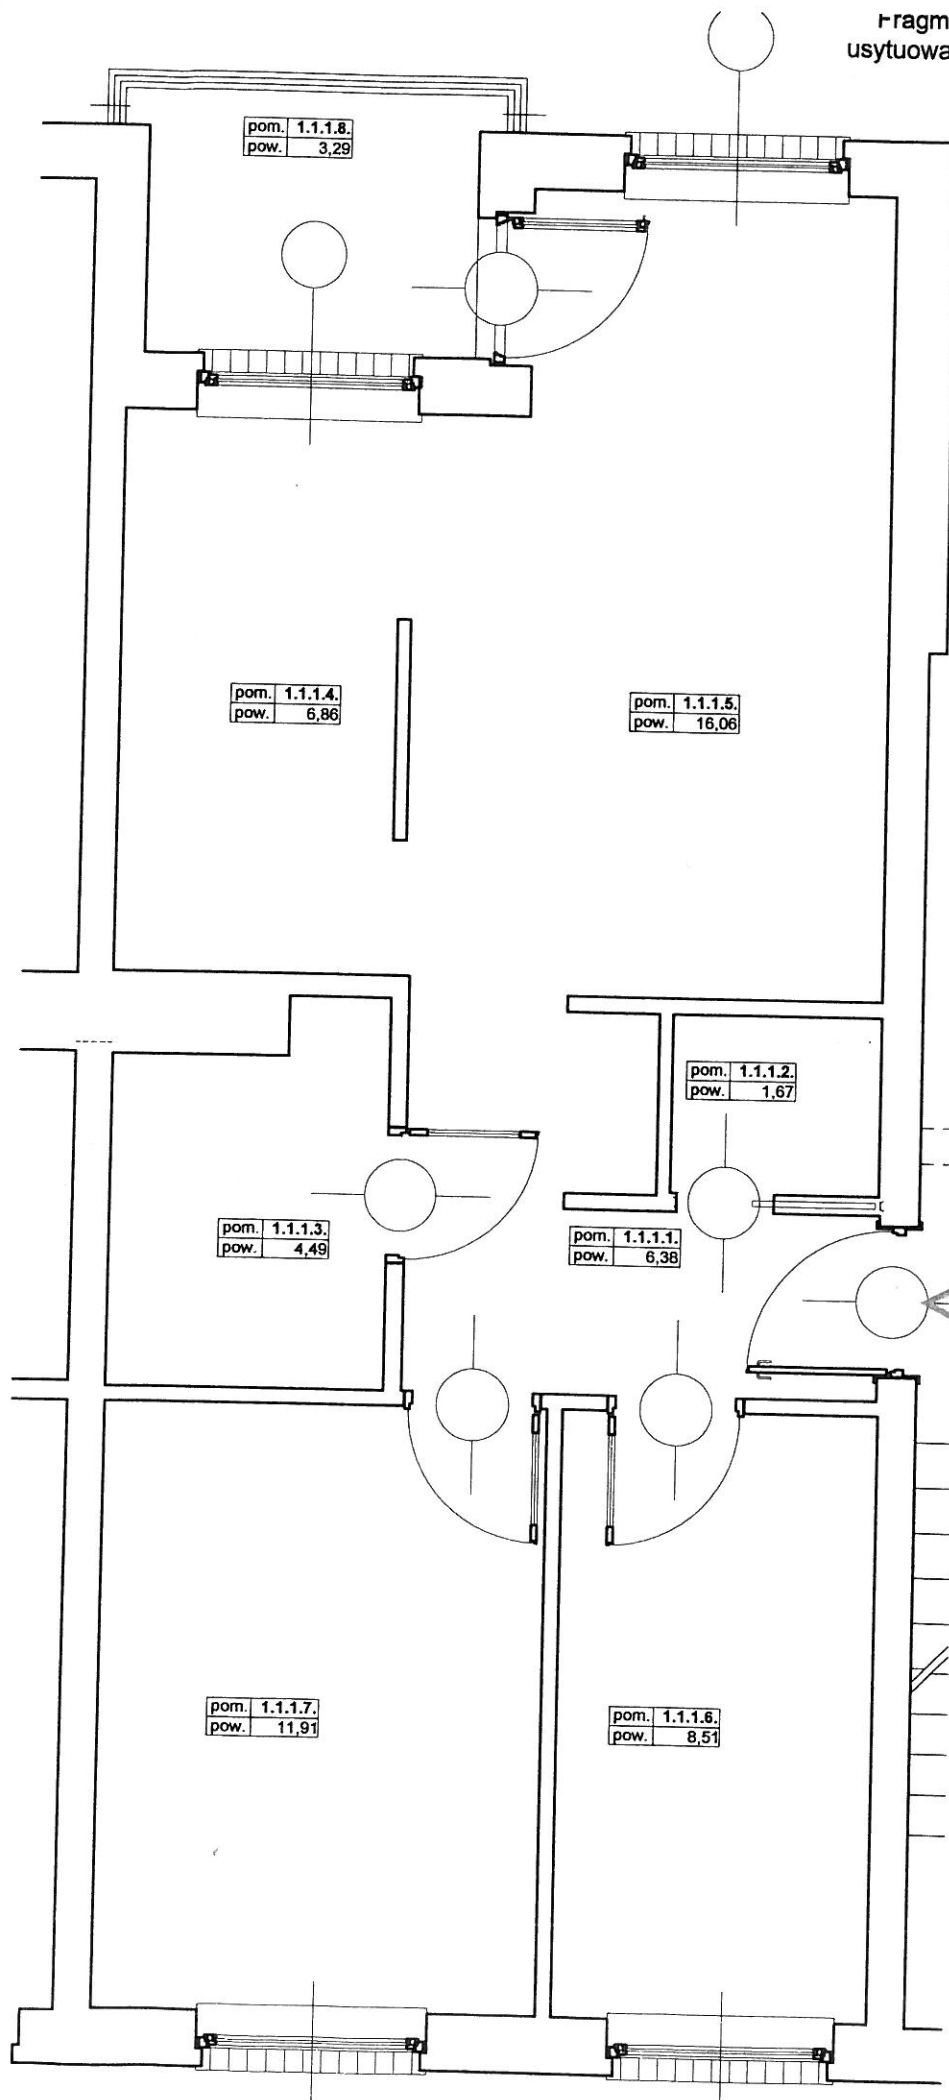 Fragm
usytuowa
pom. 1.1.1.8.
pow. 3,29
pom. 1.1.1.4.
pow. 6,86
pom. 1.1.1.5.
pow. 16,06
pom. 1.1.1.2.
pow. 1,67
pom. 1.1.1.3.
pow. 4,49
pom. 1.1.1.1.
pow. 6,38
pom. 1.1.1.7.
pow. 11,91
pom. 1.1.1.6.
pow. 8,51